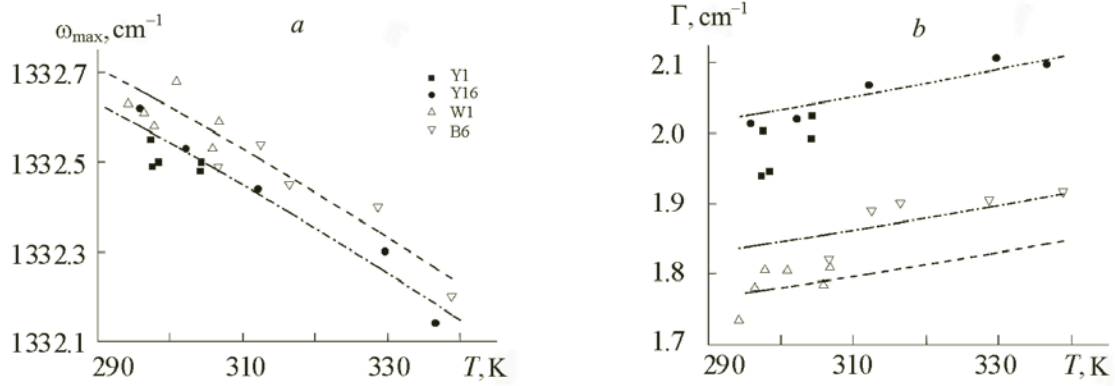 ω_max, cm⁻¹
a
1332.7
1332.5
1332.3
1332.1
290
310
330
T, K
Y1
Y16
W1
B6
Γ, cm⁻¹
b
2.1
2.0
1.9
1.8
1.7
290
310
330
T, K